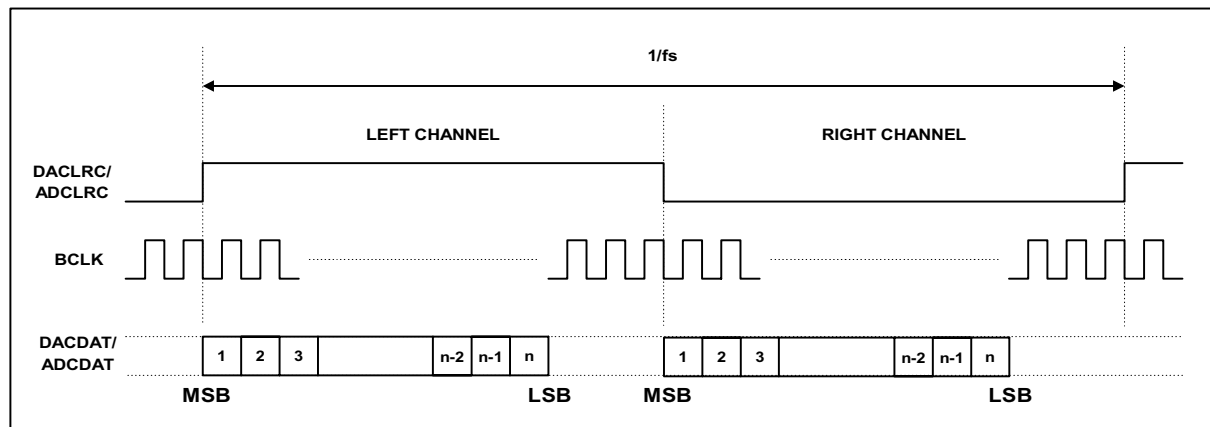 1/fs
LEFT CHANNEL
RIGHT CHANNEL
DACLRC/
ADCLRC
BCLK
DACDAT/
ADCDAT
1 2 3 n-2 n-1 n 1 2 3 n-2 n-1 n
MSB LSB MSB LSB